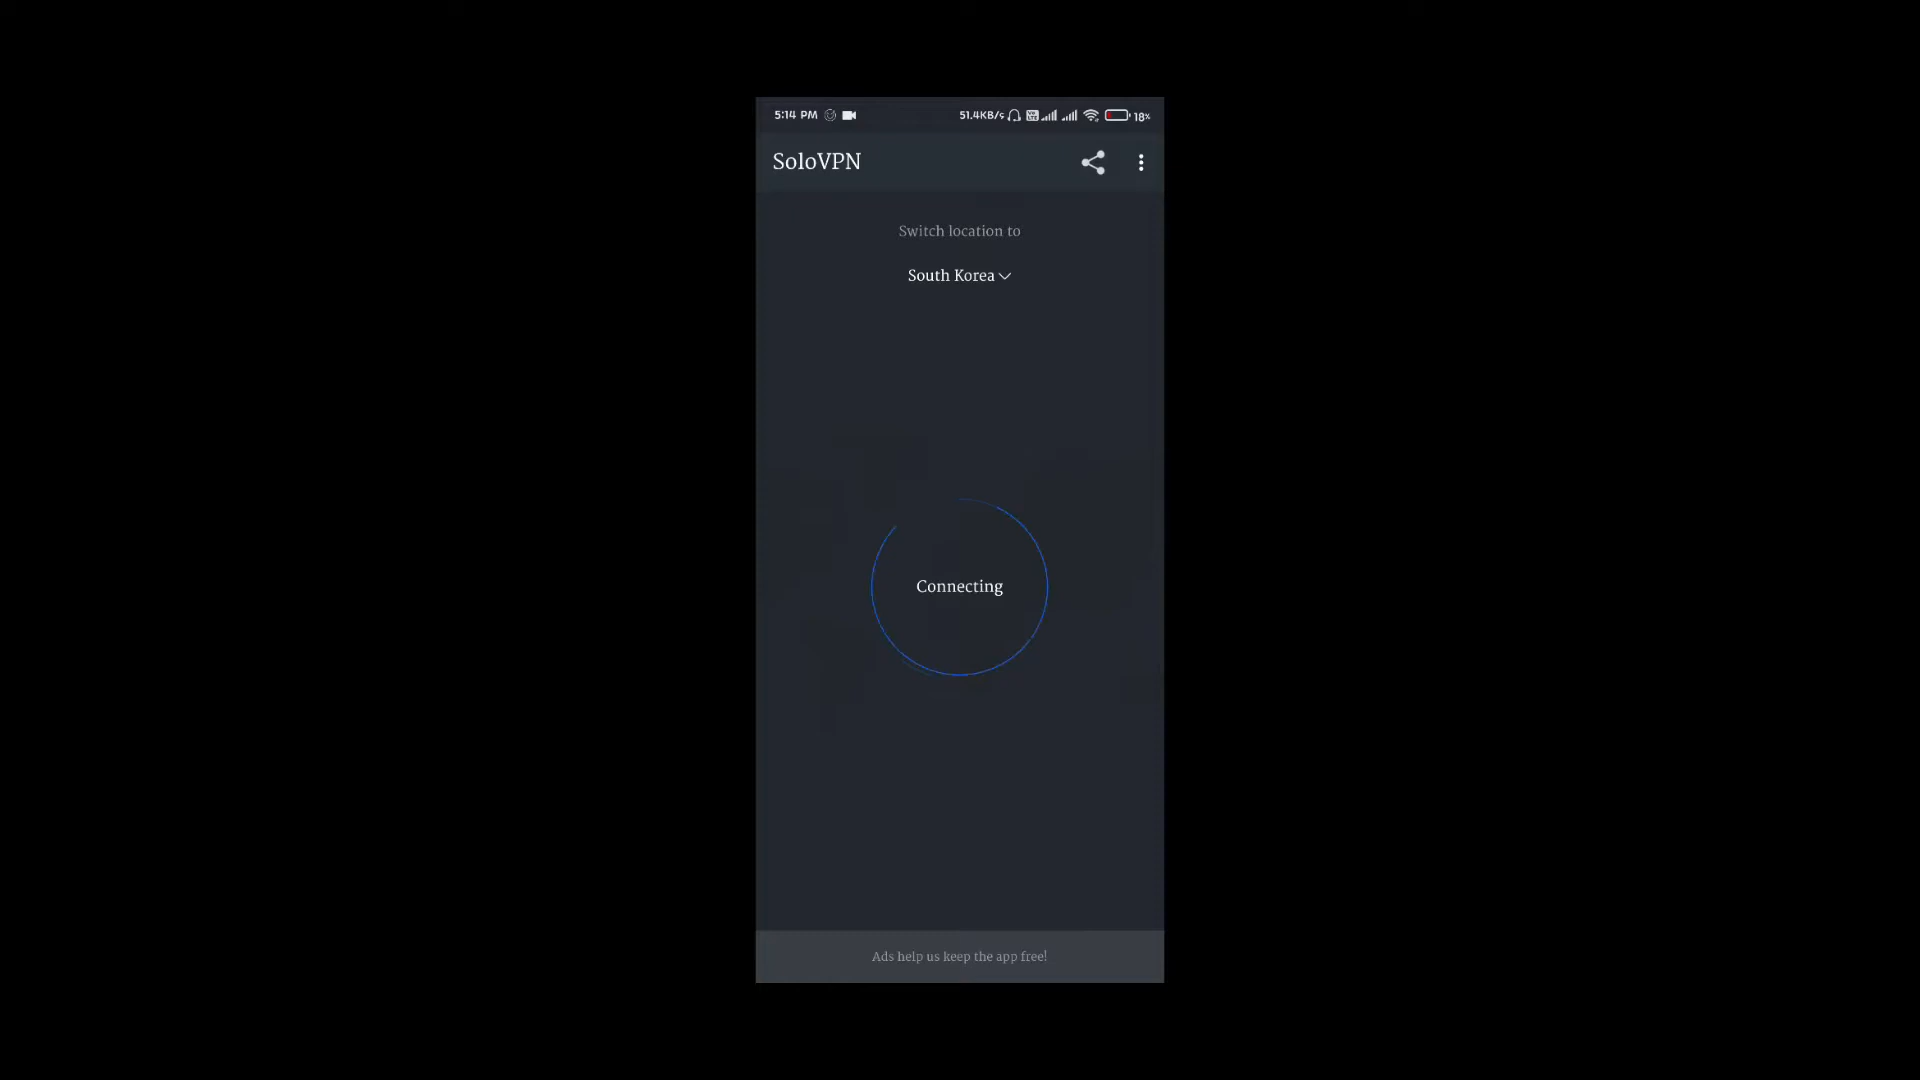 5:14 PM 51.4KB/s 18%
SoloVPN
Switch location to
South Korea
Connecting
Ads help us keep the app free!